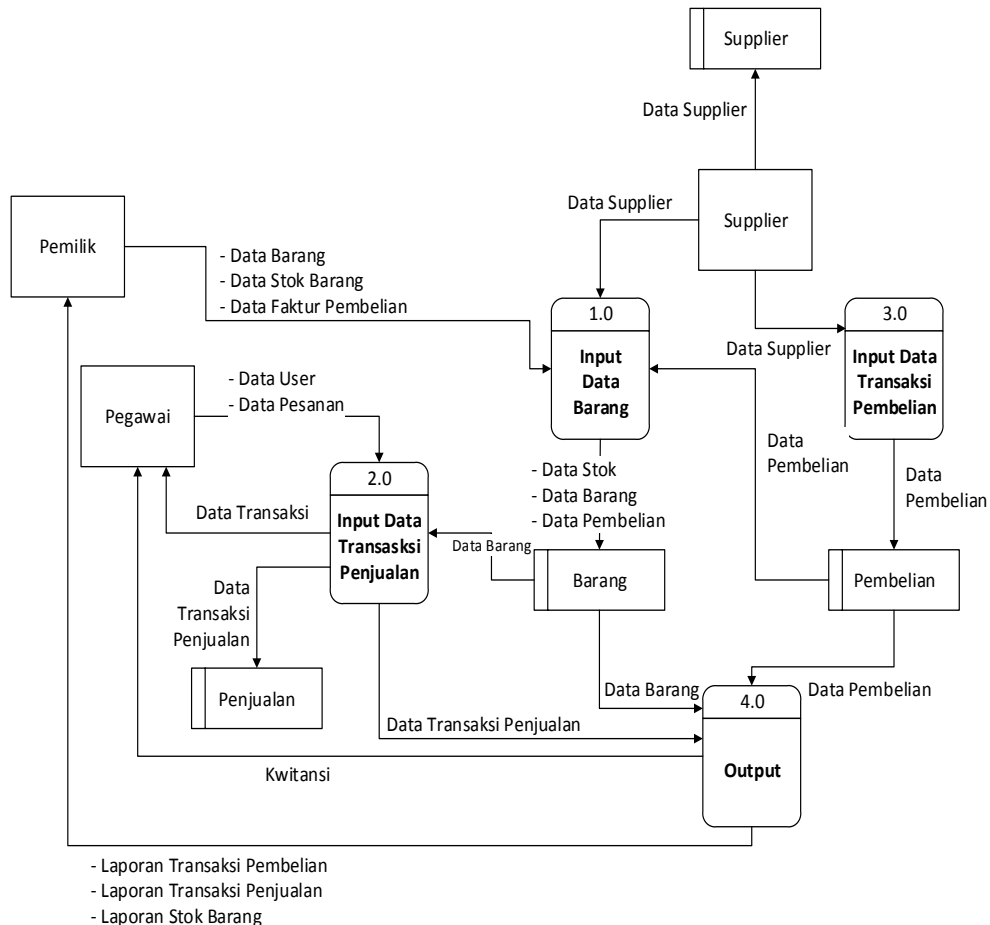 Supplier
Data Supplier
Data Supplier
Supplier
Pemilik
- Data Barang
- Data Stok Barang
- Data Faktur Pembelian
1.0
Input
Data
Barang
Data Supplier
3.0
Input Data
Transaksi
Pembelian
Pegawai
- Data User
- Data Pesanan
2.0
Input Data
Transasksi
Penjualan
Data Transaksi
- Data Stok
- Data Barang
- Data Pembelian
Data
Pembelian
Data
Pembelian
Data Barang
Barang
Pembelian
Data
Transaksi
Penjualan
Penjualan
Data Barang
Data Pembelian
4.0
Output
Data Transaksi Penjualan
Kwitansi
- Laporan Transaksi Pembelian
- Laporan Transaksi Penjualan
- Laporan Stok Barang